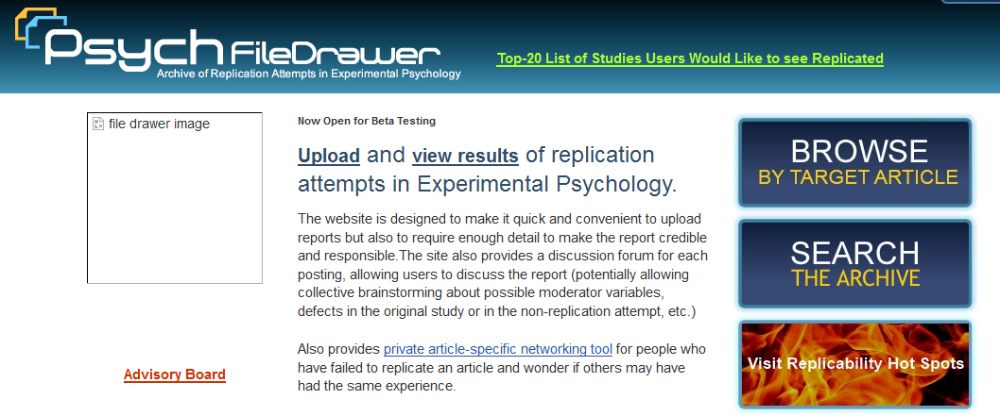 Psych FileDrawer
Archive of Replication Attempts in Experimental Psychology
Top-20 List of Studies Users Would Like to see Replicated
file drawer image
Advisory Board
Now Open for Beta Testing
Upload and view results of replication
attempts in Experimental Psychology.
The website is designed to make it quick and convenient to upload
reports but also to require enough detail to make the report credible
and responsible.The site also provides a discussion forum for each
posting, allowing users to discuss the report (potentially allowing
collective brainstorming about possible moderator variables,
defects in the original study or in the non-replication attempt, etc.)
Also provides private article-specific networking tool for people who
have failed to replicate an article and wonder if others may have
had the same experience.
BROWSE
BY TARGET ARTICLE
SEARCH
THE ARCHIVE
Visit Replicability Hot Spots